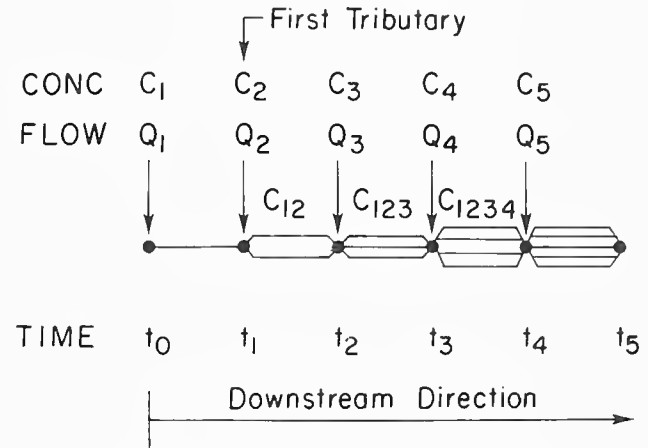 First Tributary
CONC C1 C2 C3 C4 C5
FLOW Q1 Q2 Q3 Q4 Q5
C12 C123 C1234
TIME t0 t1 t2 t3 t4 t5
Downstream Direction